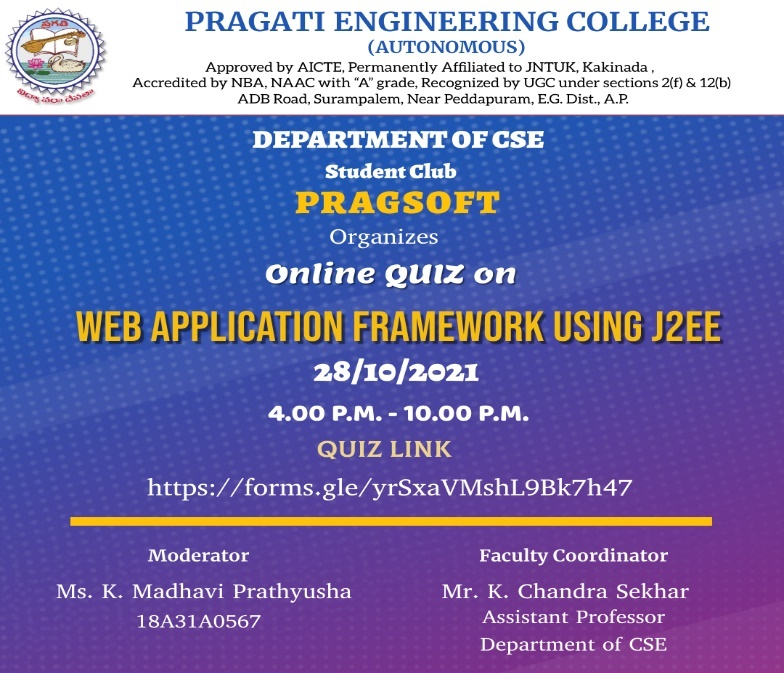 ప్రగతి
విద్యా పరం దేవతా
PRAGATI ENGINEERING COLLEGE
(AUTONOMOUS)
Approved by AICTE, Permanently Affiliated to JNTUK, Kakinada ,
Accredited by NBA, NAAC with “A” grade, Recognized by UGC under sections 2(f) & 12(b)
ADB Road, Surampalem, Near Peddapuram, E.G. Dist., A.P.
DEPARTMENT OF CSE
Student Club
PRAGSOFT
Organizes
Online QUIZ on
WEB APPLICATION FRAMEWORK USING J2EE
28/10/2021
4.00 P.M. - 10.00 P.M.
QUIZ LINK
https://forms.gle/yrSxaVMshL9Bk7h47
Moderator
Ms. K. Madhavi Prathyusha
18A31A0567
Faculty Coordinator
Mr. K. Chandra Sekhar
Assistant Professor
Department of CSE